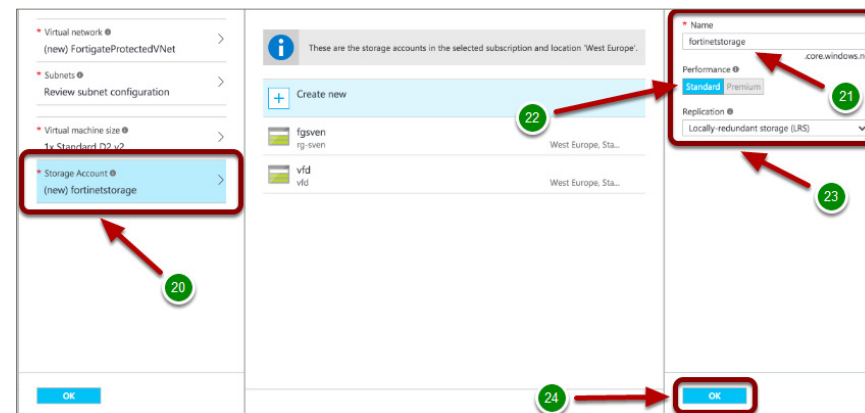 * Virtual network
(new) FortigateProtectedVNet
* Subnets
Review subnet configuration
* Virtual machine size
1x Standard D2 v2
* Storage Account
(new) fortinetstorage
20
OK
These are the storage accounts in the selected subscription and location 'West Europe'.
Create new
22
fgsven
rg-sven
West Europe, Sta...
vfd
vfd
West Europe, Sta...
24
* Name
fortinetstorage
.core.windows.n
Performance
Standard Premium
21
Replication
Locally-redundant storage (LRS)
23
OK